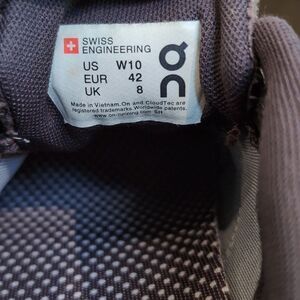 SWISS
ENGINEERING
US W10
EUR 42
UK 8
Made in Vietnam. On and CloudTec are
registered trademarks. Worldwide patents.
www.on-running.com SH